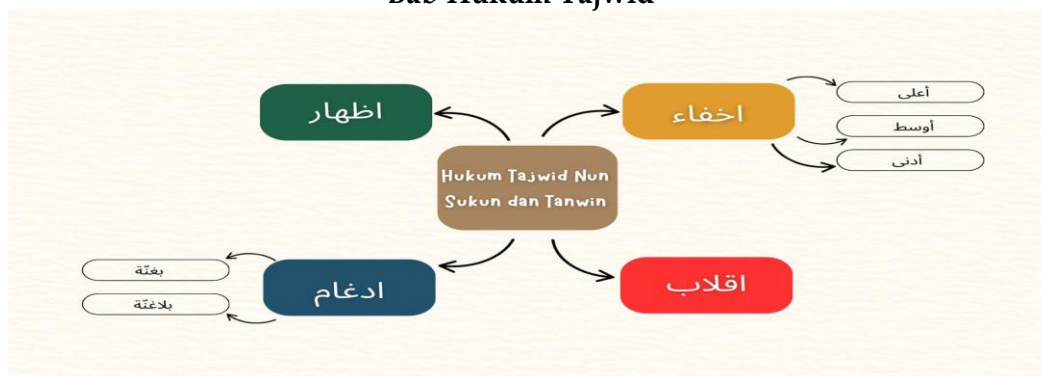 Bab Hukum Tajwid
اظهار
اخفاء
أعلى
أوسط
أدنى
Hukum Tajwid Nun
Sukun dan Tanwin
ادغام
بغنّة
بلاغنّة
اقلاب